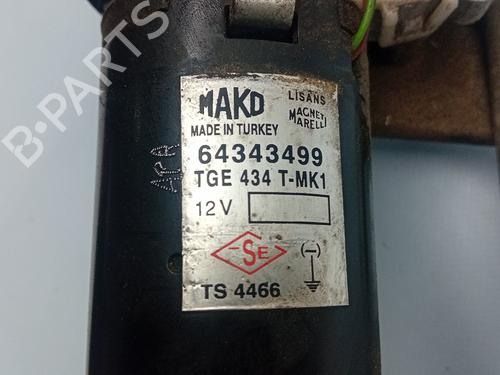 MAKO LISANS
MAGNETI
MARELLI
MADE IN TURKEY
64343499
TGE 434 T-MK1
12V
SE (-)
TS 4466
B-PARTS